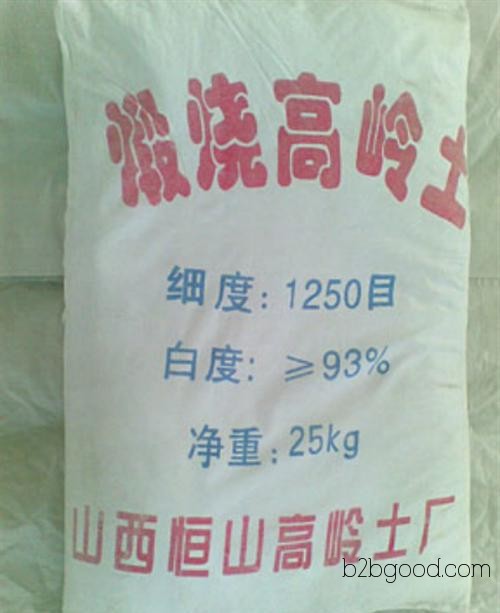 煅烧高岭土
细度：1250目
白度：≥93%
净重：25kg
山西恒山高岭土厂
b2bgood.com